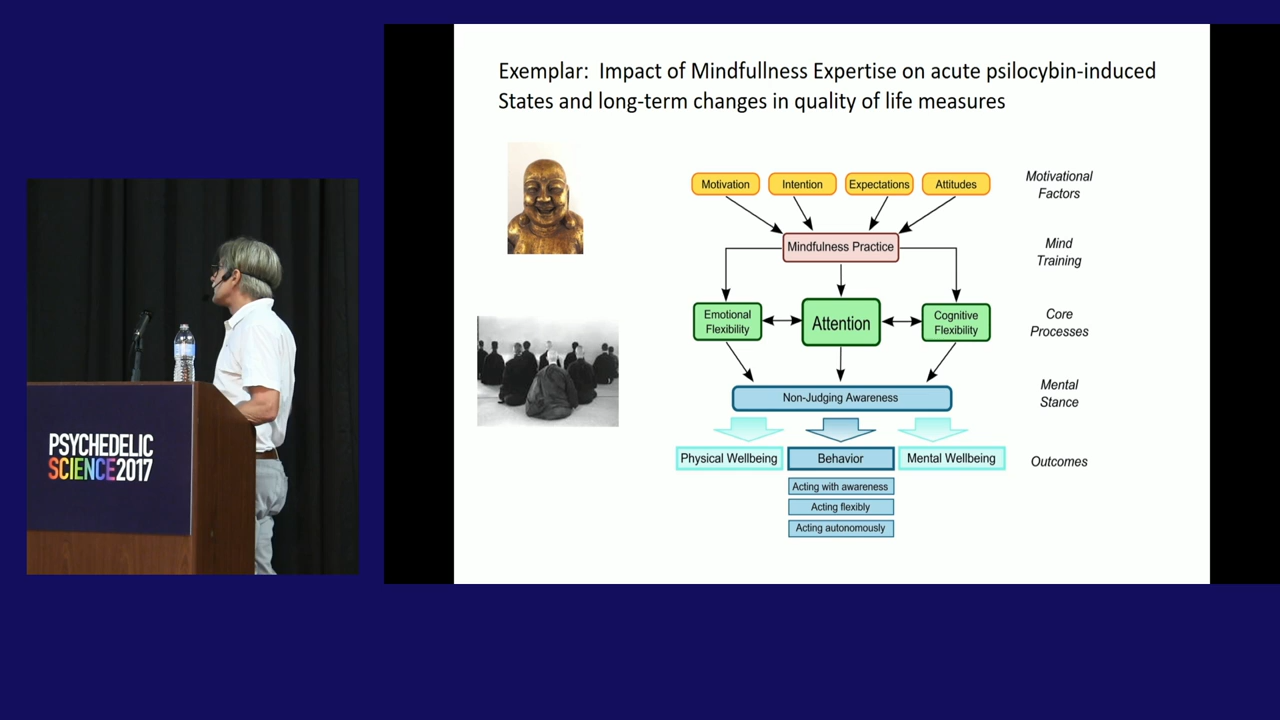 Exemplar: Impact of Mindfullness Expertise on acute psilocybin-induced
States and long-term changes in quality of life measures
Motivation Intention Expectations Attitudes
Motivational
Factors
Mindfulness Practice
Mind
Training
Emotional
Flexibility
Attention
Cognitive
Flexibility
Core
Processes
Non-Judging Awareness
Mental
Stance
Physical Wellbeing Behavior Mental Wellbeing
Outcomes
Acting with awareness
Acting flexibly
Acting autonomously
PSYCHEDELIC
SCIENCE2017